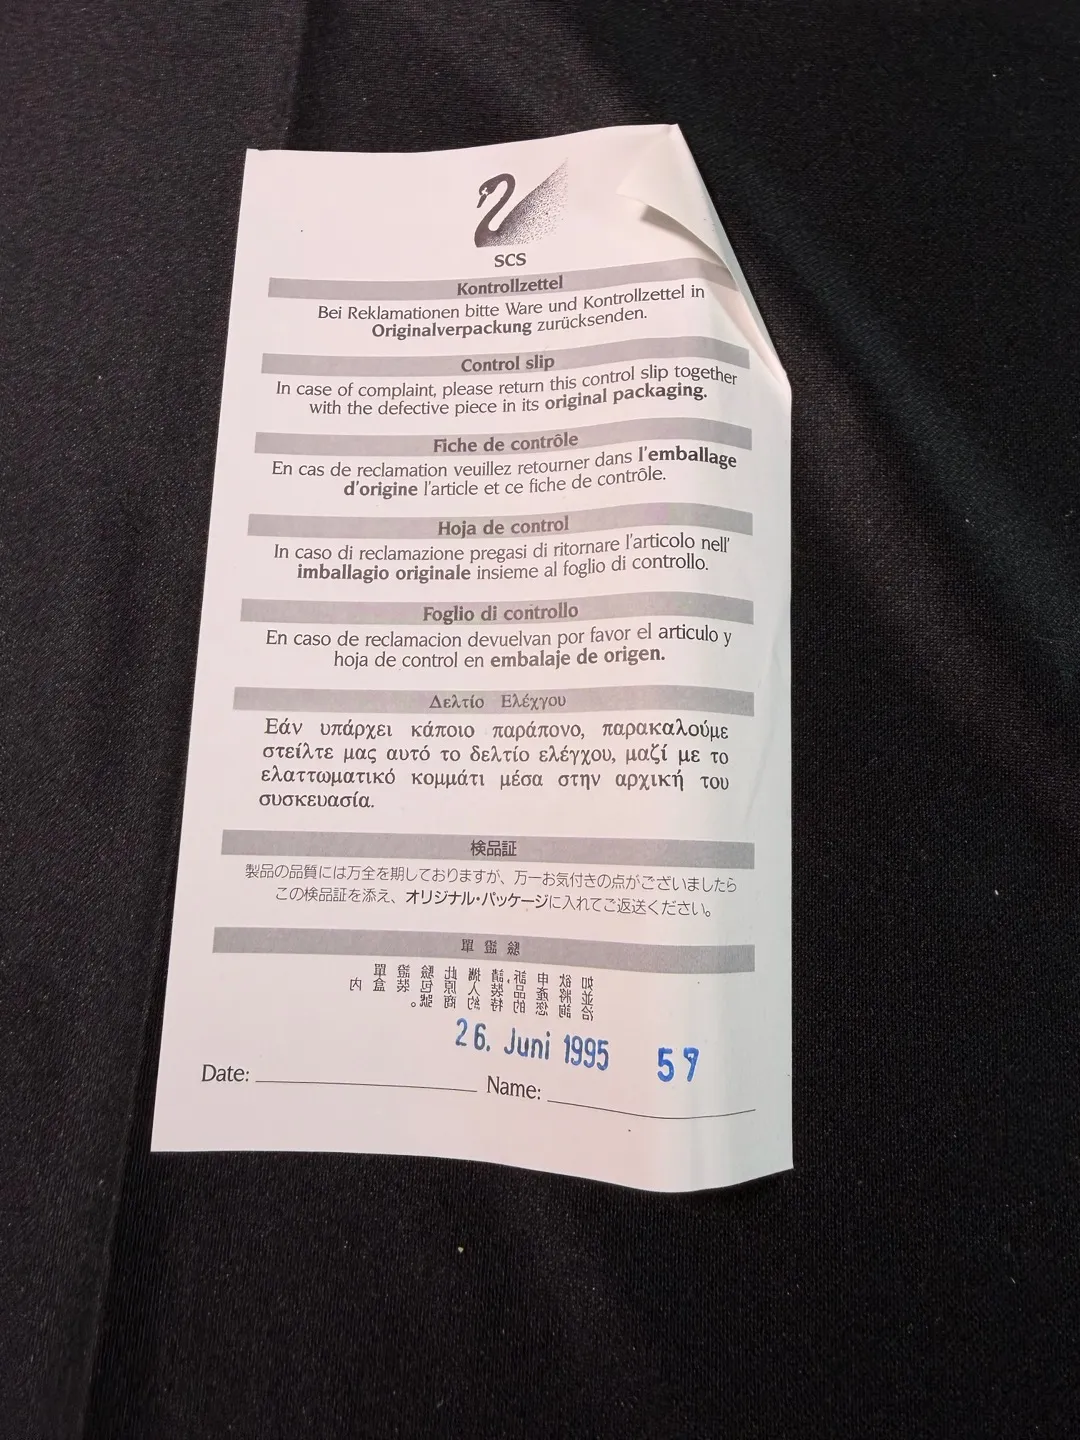 SCS
Kontrollzettel
Bei Reklamationen bitte Ware und Kontrollzettel in
Originalverpackung zurücksenden.
Control slip
In case of complaint, please return this control slip together
with the defective piece in its original packaging.
Fiche de contrôle
En cas de reclamation veuillez retourner dans l'emballage
d'origine l'article et ce fiche de contrôle.
Hoja de control
In caso di reclamazione pregasi di ritornare l'articolo nell'
imballagio originale insieme al foglio di controllo.
Foglio di controllo
En caso de reclamacion devuelvan por favor el articulo y
hoja de control en embalaje de origen.
Δελτίο Ελέχγου
Εάν υπάρχει κάποιο παράπονο, παρακαλούμε
στείλτε μας αυτό το δελτίο ελέγχου, μαζί με το
ελαττωματικό κομμάτι μέσα στην αρχική του
συσκευασία.
検品証
製品の品質には万全を期しておりますが、万一お気付きの点がございましたら
この検品証を添え、オリジナル・パッケージに入れてご返送ください。
26. Juni 1995 57
Date: Name: